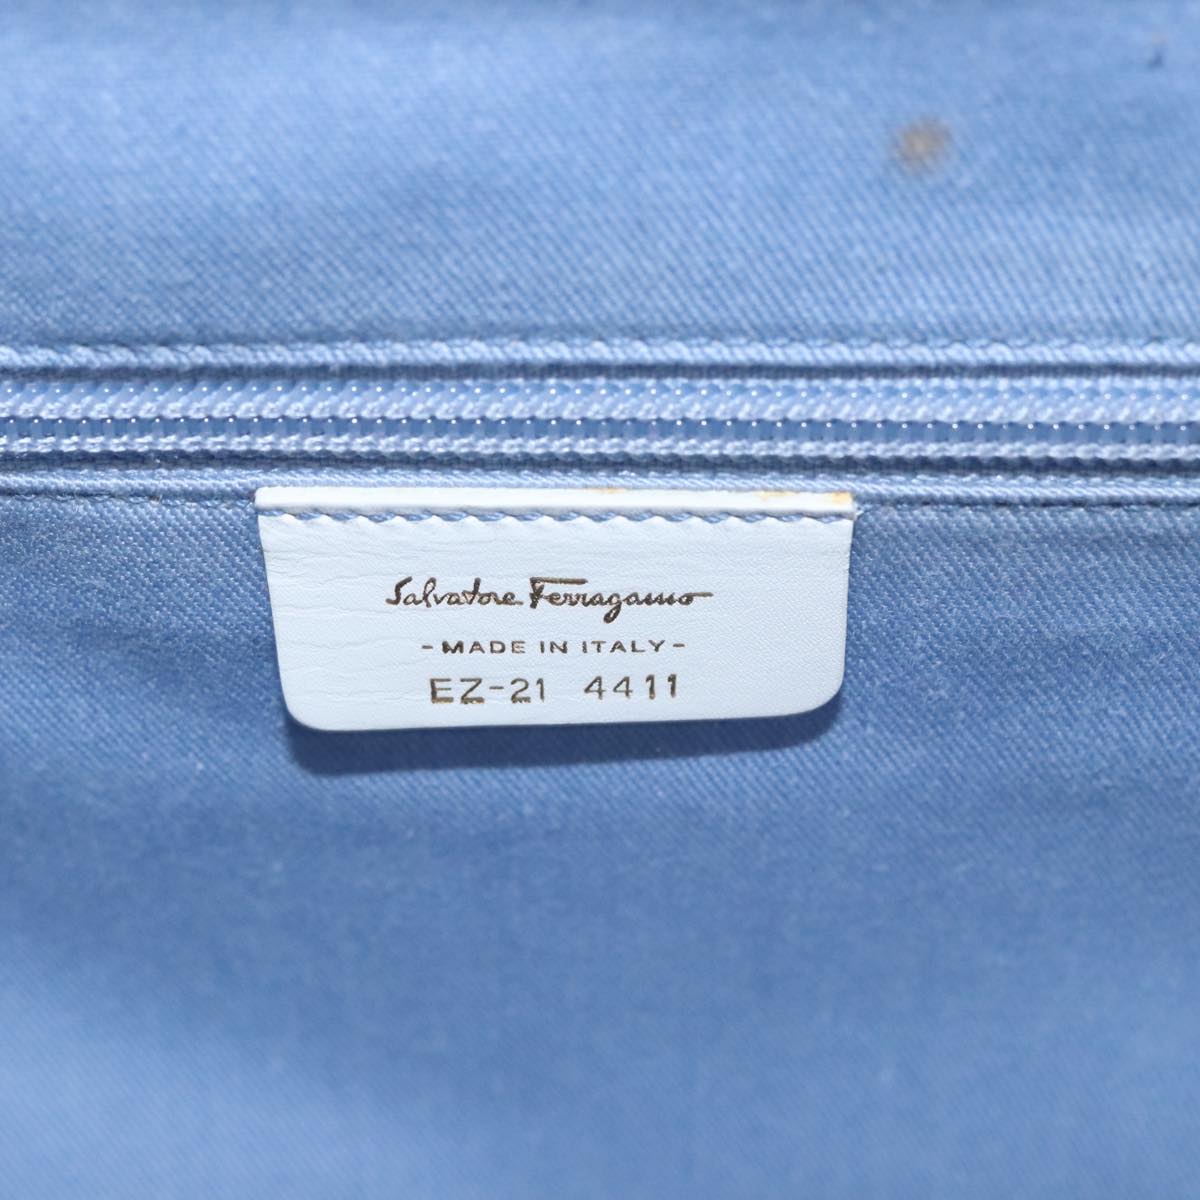 Salvatore Ferragamo
-MADE IN ITALY-
EZ-21 4411